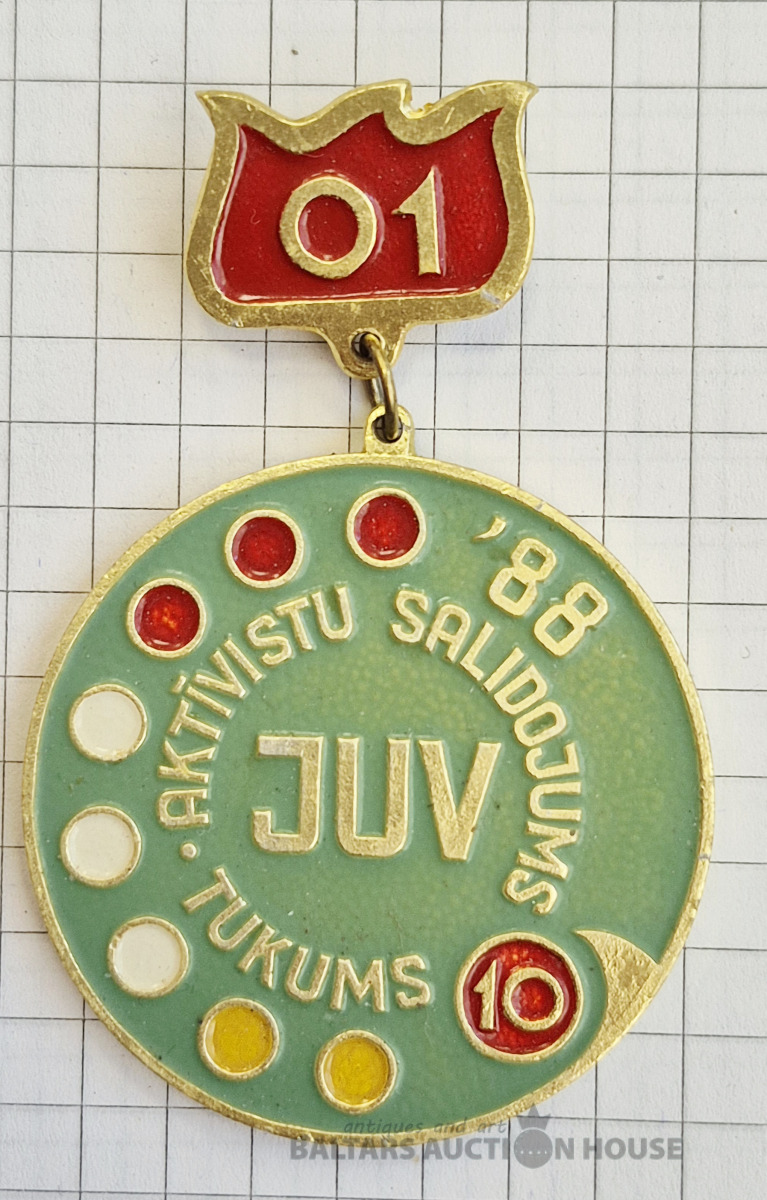 01
'88
AKTĪVISTU SALIDOJUMS
JUV
· TUKUMS
10
antiques and art
BALTARS AUCTION HOUSE